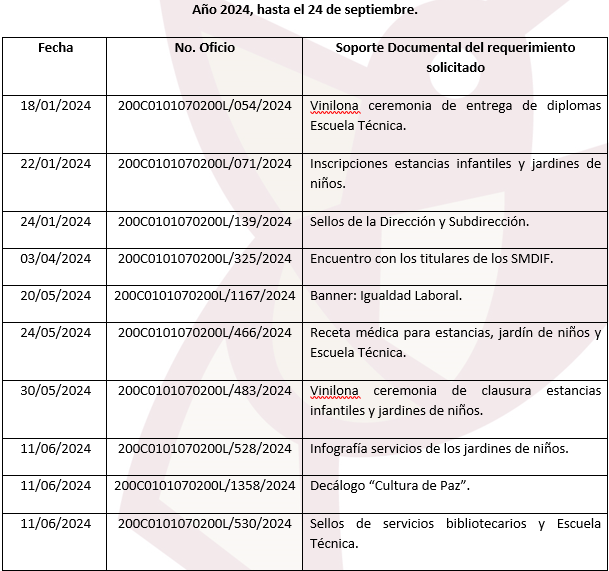 Año 2024, hasta el 24 de septiembre.
Fecha No. Oficio Soporte Documental del requerimiento
solicitado
18/01/2024 200C0101070200L/054/2024 Vinilona ceremonia de entrega de diplomas
Escuela Técnica.
22/01/2024 200C0101070200L/071/2024 Inscripciones estancias infantiles y jardines de
niños.
24/01/2024 200C0101070200L/139/2024 Sellos de la Dirección y Subdirección.
03/04/2024 200C0101070200L/325/2024 Encuentro con los titulares de los SMDIF.
20/05/2024 200C0101070200L/1167/2024 Banner: Igualdad Laboral.
24/05/2024 200C0101070200L/466/2024 Receta médica para estancias, jardín de niños y
Escuela Técnica.
30/05/2024 200C0101070200L/483/2024 Vinilona ceremonia de clausura estancias
infantiles y jardines de niños.
11/06/2024 200C0101070200L/528/2024 Infografía servicios de los jardines de niños.
11/06/2024 200C0101070200L/1358/2024 Decálogo “Cultura de Paz”.
11/06/2024 200C0101070200L/530/2024 Sellos de servicios bibliotecarios y Escuela
Técnica.